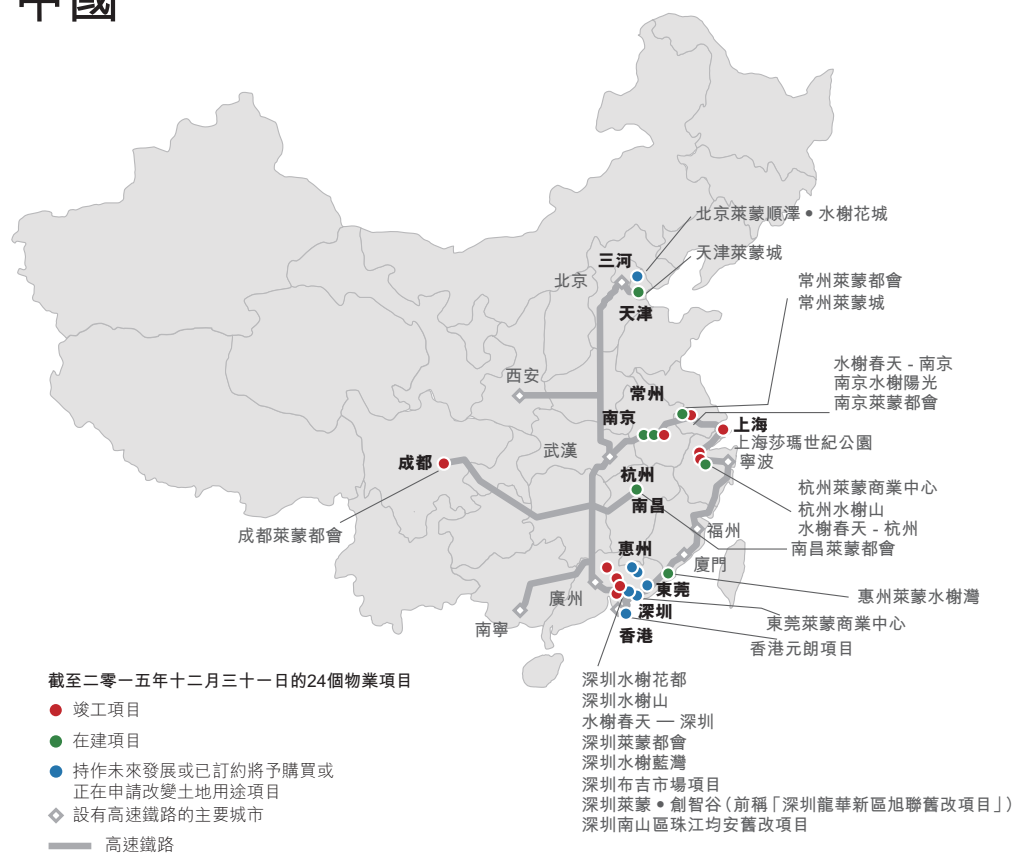 中國
北京萊蒙順澤 • 水榭花城
三河
天津萊蒙城
北京
常州萊蒙都會
常州萊蒙城
天津
水榭春天 - 南京
南京水榭陽光
南京萊蒙都會
西安
常州
南京
上海
上海莎瑪世紀公園
武漢
寧波
成都
杭州
杭州萊蒙商業中心
杭州水榭山
水榭春天 - 杭州
南昌萊蒙都會
南昌
成都萊蒙都會
福州
惠州
廈門
東莞
惠州萊蒙水榭灣
廣州
深圳
東莞萊蒙商業中心
南寧
香港
香港元朗項目
深圳水榭花都
深圳水榭山
水榭春天 — 深圳
深圳萊蒙都會
深圳水榭藍灣
深圳布吉市場項目
深圳萊蒙 • 創智谷（前稱「深圳龍華新區旭聯舊改項目」）
深圳南山區珠江均安舊改項目
截至二零一五年十二月三十一日的24個物業項目
竣工項目
在建項目
持作未來發展或已訂約將予購買或
正在申請改變土地用途項目
設有高速鐵路的主要城市
高速鐵路